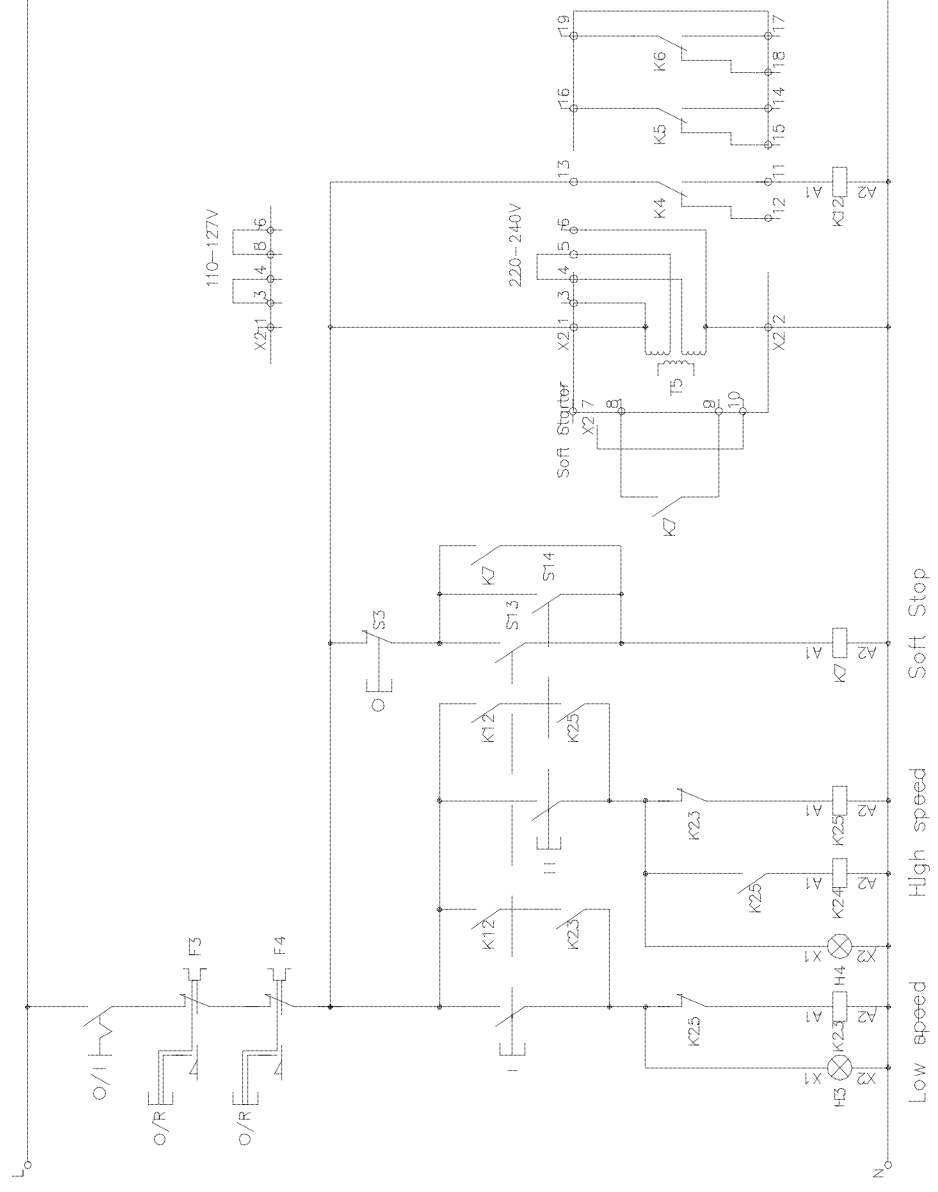 L
O/I
O/R F3
O/R F4
110-127V
X2 1 3 4 5 6
O S3
K12 K12 K7
I S13
II S14
K23 K25
220-240V
Soft Starter X2 1 3 4 5 6 13 16 19
X2 7
8
K7 T5 K4 K5 K6
9
10
K25 K23
K25
X2 2 12 11 15 14 18 17
X1 A1 X1 A1 A1 A1 A1
H3 K23 H4 K24 K25 K7 K12
X2 A2 X2 A2 A2 A2 A2
N
Low speed High speed Soft Stop